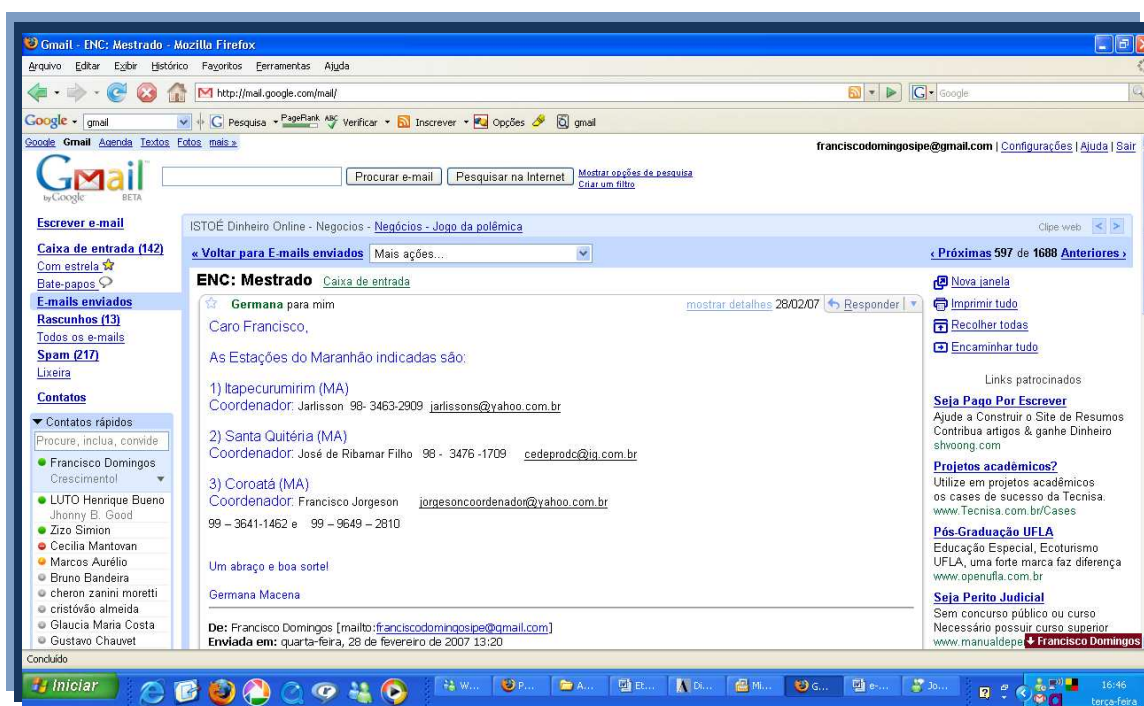 Gmail - ENC: Mestrado - Mozilla Firefox
Arquivo Editar Exibir Histórico Favoritos Ferramentas Ajuda
http://mail.google.com/mail/ Google
Google gmail Pesquisa PageRank Verificar Inscrever Opções gmail
Google Gmail Agenda Textos Fotos mais »
franciscodomingosipe@gmail.com | Configurações | Ajuda | Sair
Gmail
by Google BETA
Procurar e-mail Pesquisar na Internet Mostrar opções de pesquisa
Criar um filtro
Escrever e-mail
Caixa de entrada (142)
Com estrela
Bate-papos
E-mails enviados
Rascunhos (13)
Todos os e-mails
Spam (217)
Lixeira
Contatos
Contatos rápidos
Procure, inclua, convide
Francisco Domingos
Crescimento!
LUTO Henrique Bueno
Jhonny B. Good
Zizo Simion
Cecilia Mantovan
Marcos Aurélio
Bruno Bandeira
cheron zanini moretti
cristóvão almeida
Glaucia Maria Costa
Gustavo Chauvet
ISTOÉ Dinheiro Online - Negocios - Negócios - Jogo da polêmica
Clipe web < >
« Voltar para E-mails enviados Mais ações...
‹ Próximas 597 de 1688 Anteriores ›
ENC: Mestrado Caixa de entrada
Germana para mim mostrar detalhes 28/02/07 Responder
Caro Francisco,
As Estações do Maranhão indicadas são:
1) Itapecurumirim (MA)
Coordenador: Jarlisson 98- 3463-2909 jarlissons@yahoo.com.br
2) Santa Quitéria (MA)
Coordenador: José de Ribamar Filho 98 - 3476 -1709 cedeprodc@ig.com.br
3) Coroatá (MA)
Coordenador: Francisco Jorgeson jorgesoncoordenador@yahoo.com.br
99 – 3641-1462 e 99 – 9649 – 2810
Um abraço e boa sorte!
Germana Macena
De: Francisco Domingos [mailto:franciscodomingosipe@gmail.com]
Enviada em: quarta-feira, 28 de fevereiro de 2007 13:20
Nova janela
Imprimir tudo
Recolher todas
Encaminhar tudo
Links patrocinados
Seja Pago Por Escrever
Ajude a Construir o Site de Resumos
Contribua artigos & ganhe Dinheiro
shvoong.com
Projetos acadêmicos?
Utilize em projetos acadêmicos
os cases de sucesso da Tecnisa.
www.Tecnisa.com.br/Cases
Pós-Graduação UFLA
Educação Especial, Ecoturismo
UFLA, uma forte marca faz diferença
www.openufla.com.br
Seja Perito Judicial
Sem concurso público ou curso
Necessário possuir curso superior
www.manualdepe
Francisco Domingos
Concluído
Iniciar W... P... A... Et... Di... Mi... G... e-... Jo... 16:46
terça-feira